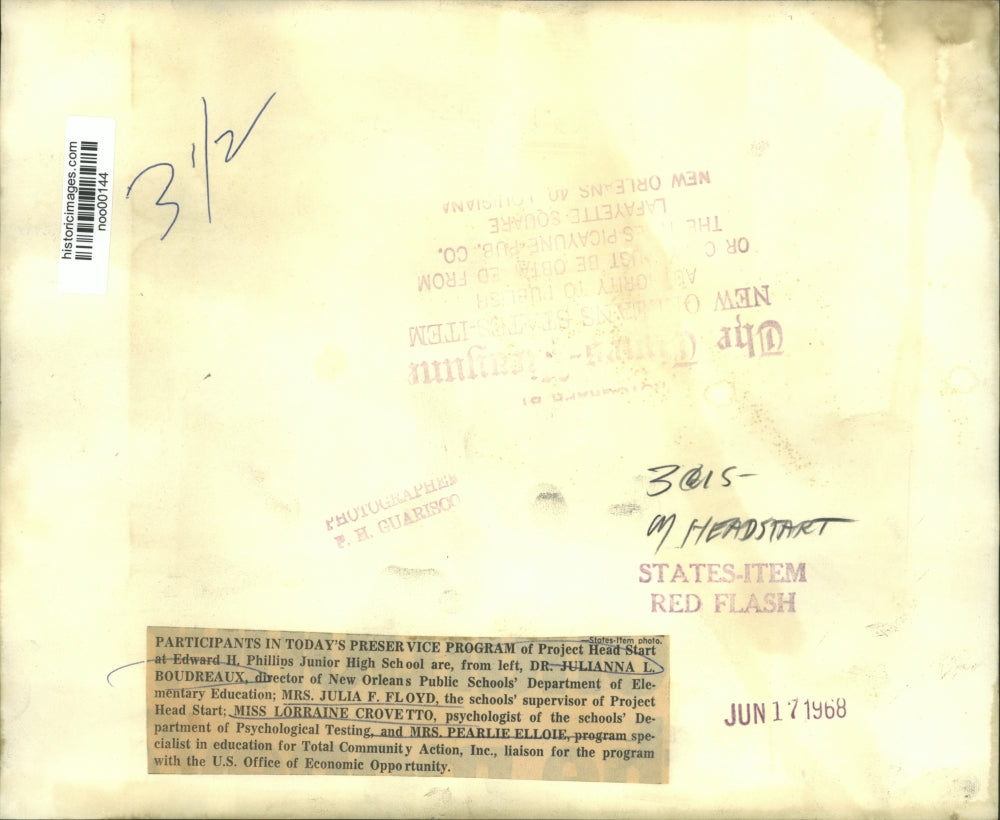 historicimages.com
noo00144
3 1/2
NEW ORLEANS 40, LOUISIANA
LAFAYETTE SQUARE
THE PICAYUNE PUB. CO.
OR
BE FROM
TO PUBLISH
NEW STATES-ITEM
The
PHOTOGRAPHER
P. H. GUARISCO
3@15-
HEADSTART
STATES-ITEM
RED FLASH
—States-Item photo.
PARTICIPANTS IN TODAY'S PRESERVICE PROGRAM of Project Head Start
at Edward H. Phillips Junior High School are, from left, DR. JULIANNA L.
BOUDREAUX, director of New Orleans Public Schools' Department of Ele-
mentary Education; MRS. JULIA F. FLOYD, the schools' supervisor of Project
Head Start; MISS LORRAINE CROVETTO, psychologist of the schools' De-
partment of Psychological Testing, and MRS. PEARLIE ELLOIE, program spe-
cialist in education for Total Community Action, Inc., liaison for the program
with the U.S. Office of Economic Opportunity.
JUN 17 1968